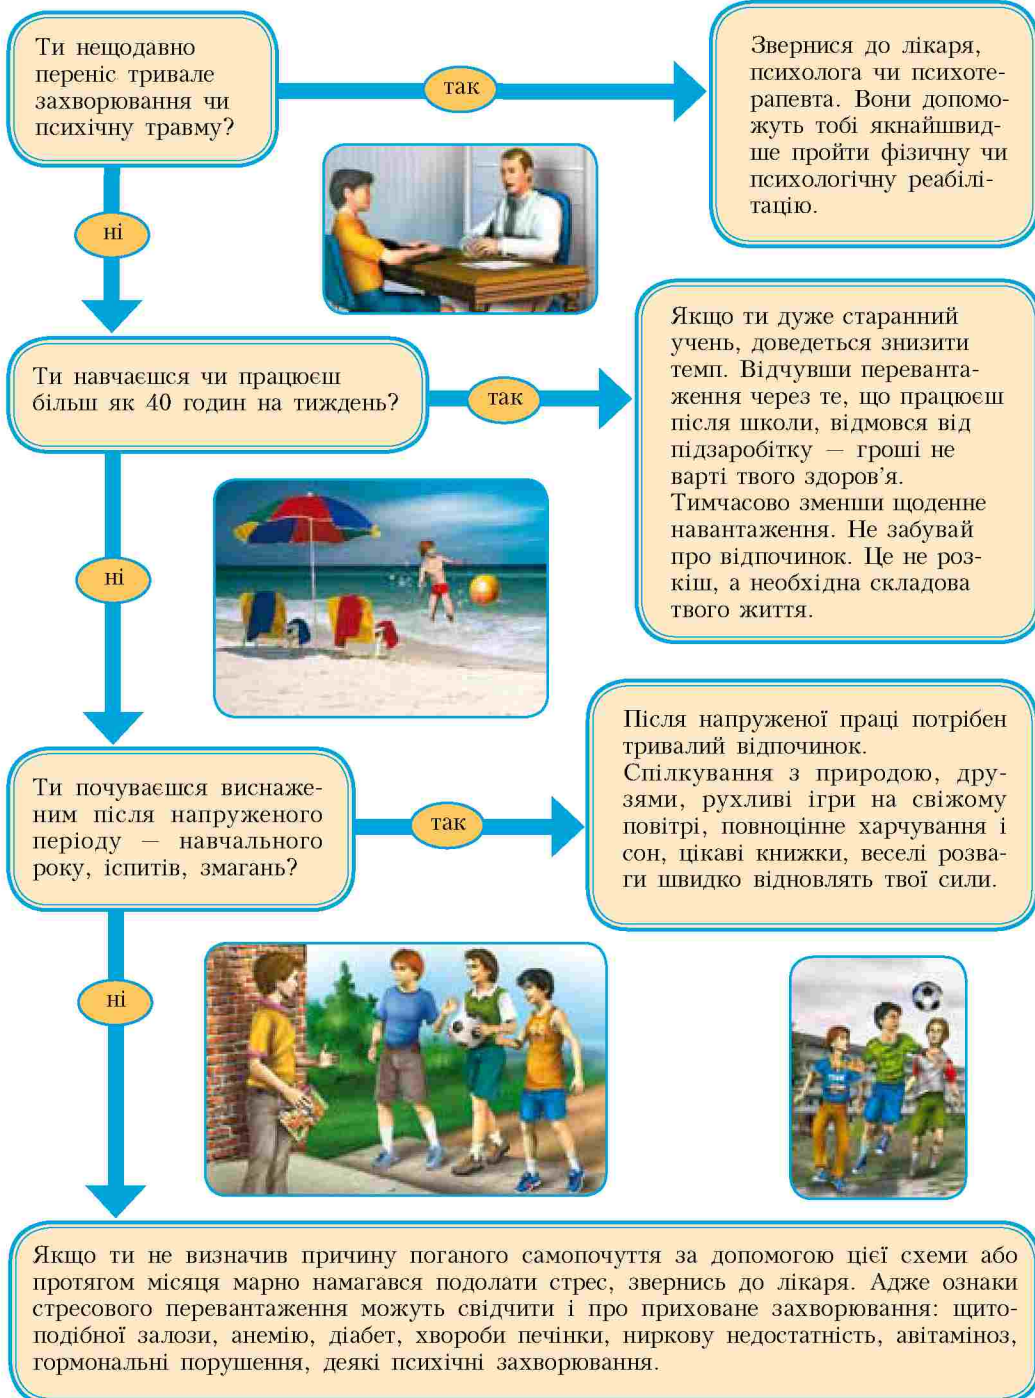 Ти нещодавно
переніс тривале
захворювання чи
психічну травму?
так
Звернися до лікаря,
психолога чи психоте-
рапевта. Вони допомо-
жуть тобі якнайшвид-
ше пройти фізичну чи
психологічну реабілі-
тацію.
ні
Ти навчаєшся чи працюєш
більш як 40 годин на тиждень?
так
Якщо ти дуже старанний
учень, доведеться знизити
темп. Відчувши переванта-
ження через те, що працюєш
після школи, відмовся від
підзаробітку — гроші не
варті твого здоров'я.
Тимчасово зменши щоденне
навантаження. Не забувай
про відпочинок. Це не роз-
кіш, а необхідна складова
твого життя.
ні
Ти почуваєшся виснаже-
ним після напруженого
періоду — навчального
року, іспитів, змагань?
так
Після напруженої праці потрібен
тривалий відпочинок.
Спілкування з природою, дру-
зями, рухливі ігри на свіжому
повітрі, повноцінне харчування і
сон, цікаві книжки, веселі розва-
ги швидко відновлять твої сили.
ні
Якщо ти не визначив причину поганого самопочуття за допомогою цієї схеми або
протягом місяця марно намагався подолати стрес, звернись до лікаря. Адже ознаки
стресового перевантаження можуть свідчити і про приховане захворювання: щито-
подібної залози, анемію, діабет, хвороби печінки, ниркову недостатність, авітаміноз,
гормональні порушення, деякі психічні захворювання.